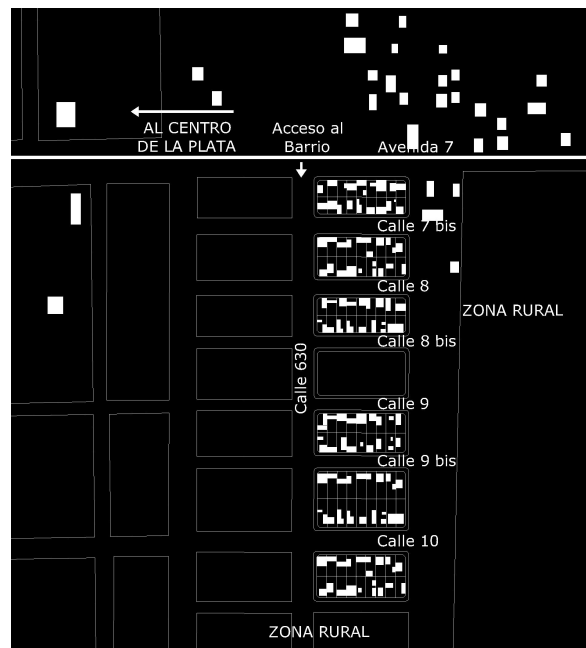 AL CENTRO
DE LA PLATA
Acceso al
Barrio
Avenida 7
Calle 7 bis
Calle 8
ZONA RURAL
Calle 8 bis
Calle 630
Calle 9
Calle 9 bis
Calle 10
ZONA RURAL